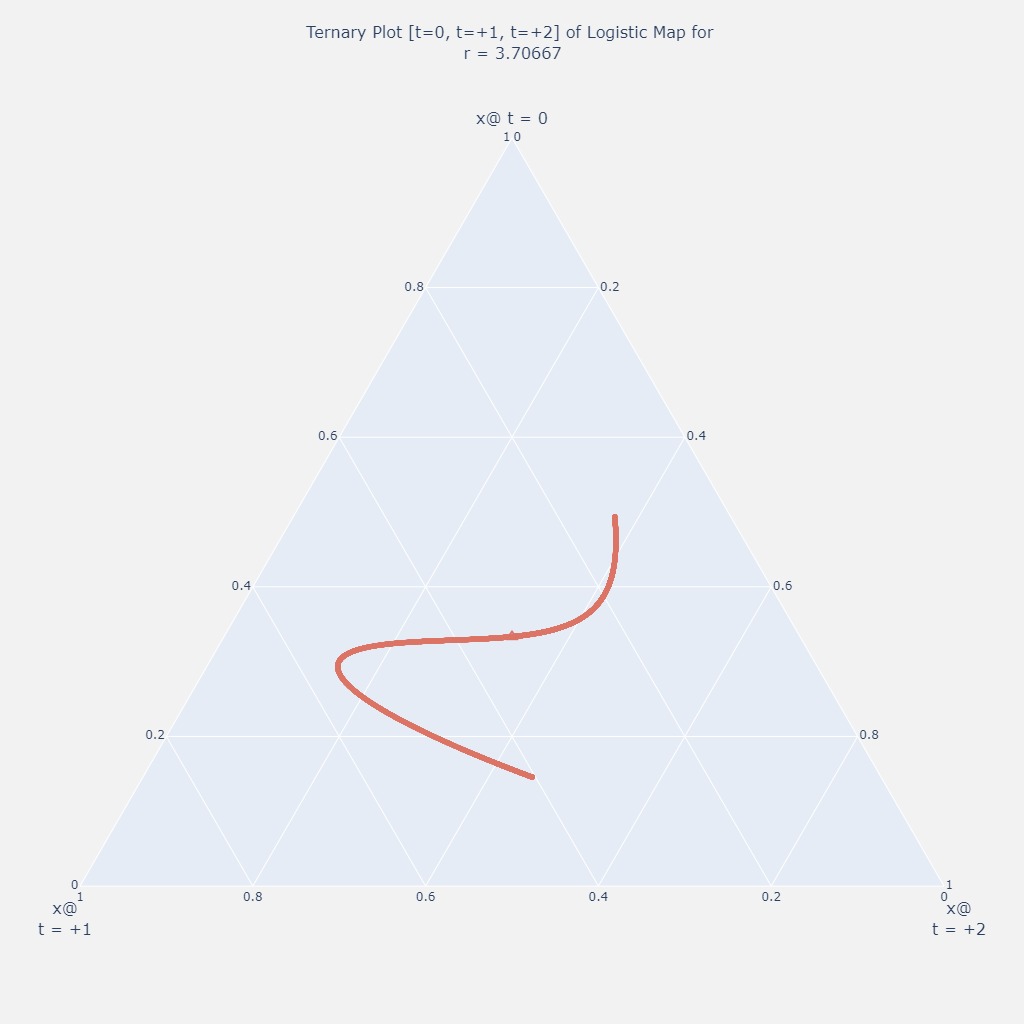 Ternary Plot [t=0, t=+1, t=+2] of Logistic Map for
r = 3.70667
x@ t = 0
1 0
0.8 0.2
0.6 0.4
0.4 0.6
0.2 0.8
0 1
1 0.8 0.6 0.4 0.2 0
x@ x@
t = +1 t = +2